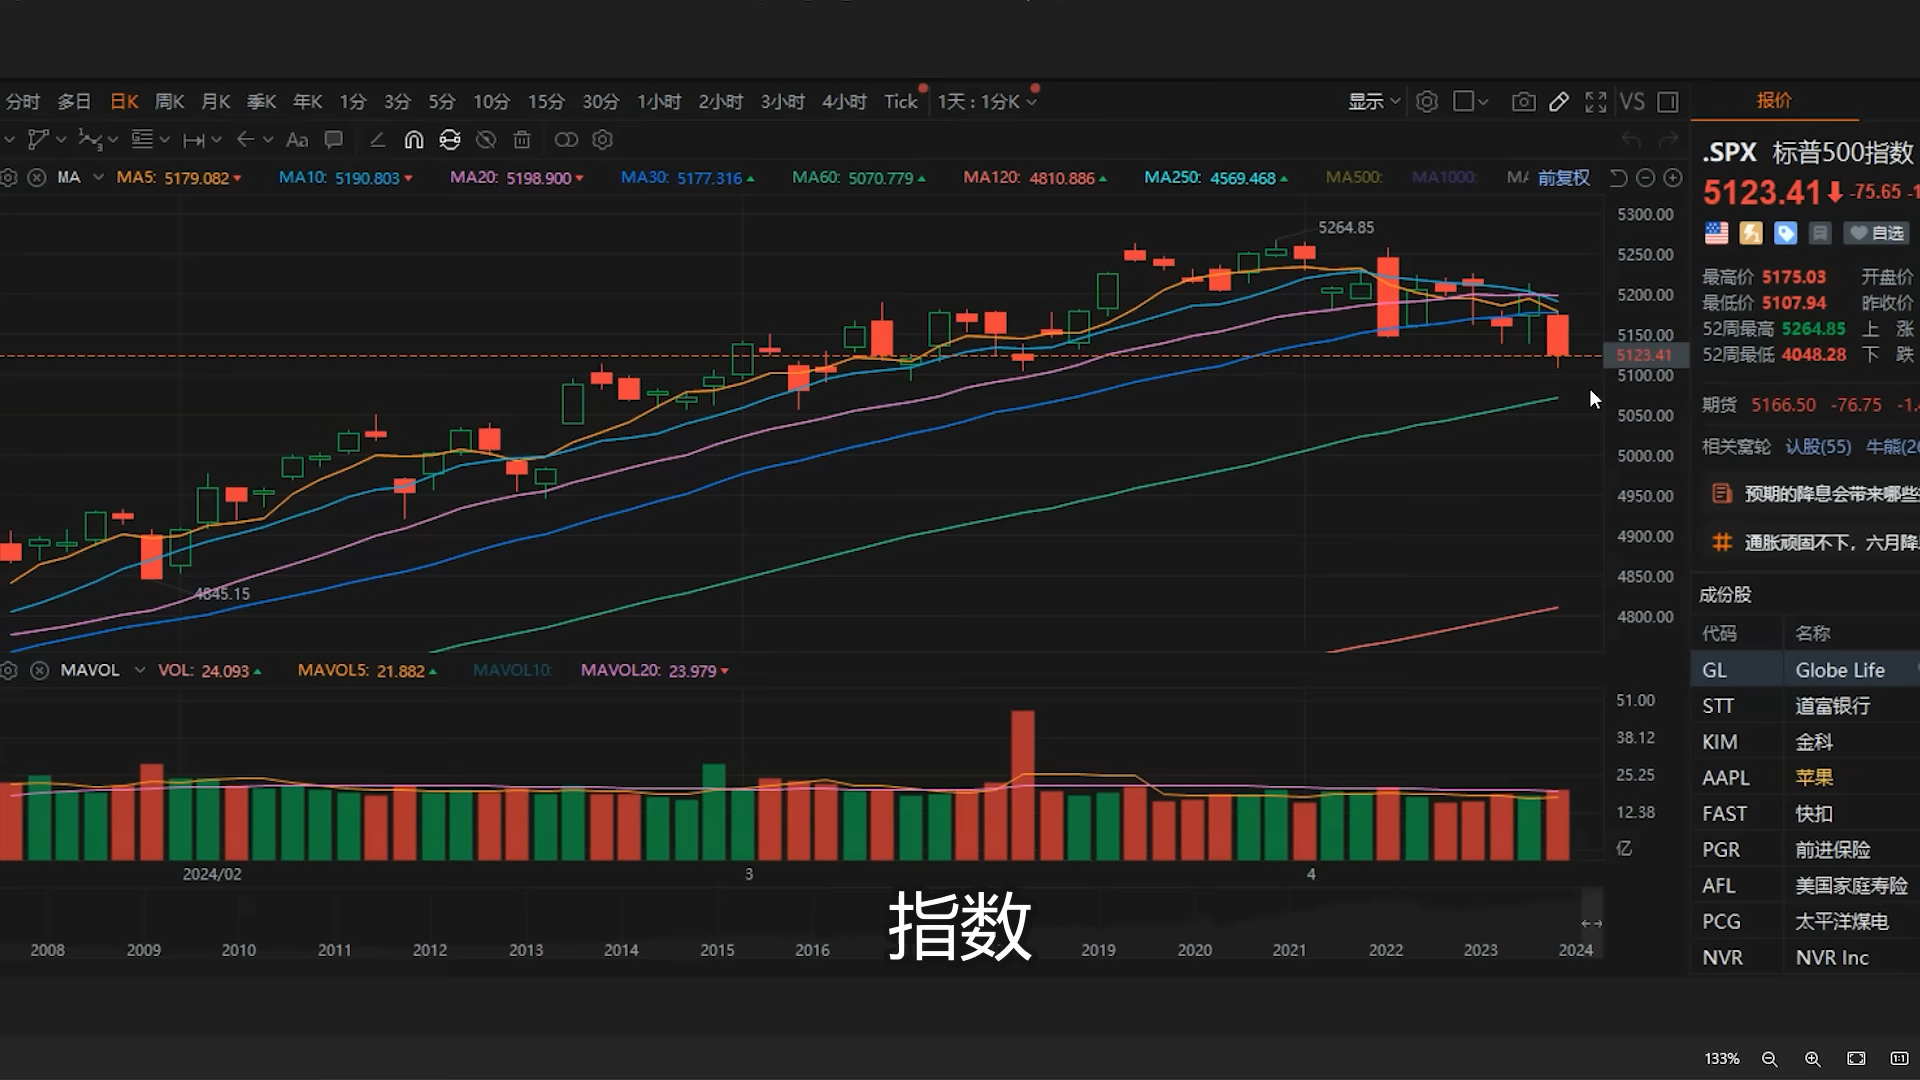 分时 多日 日K 周K 月K 季K 年K 1分 3分 5分 10分 15分 30分 1小时 2小时 3小时 4小时 Tick 1天 : 1分K 显示 VS 报价
Aa
MA MA5: 5179.082 MA10: 5190.803 MA20: 5198.900 MA30: 5177.316 MA60: 5070.779 MA120: 4810.886 MA250: 4569.468 MA500: MA1000: MA 前复权
.SPX 标普500指数
5123.41 -75.65
自选
最高价 5175.03 开盘价
最低价 5107.94 昨收价
52周最高 5264.85 上 涨
52周最低 4048.28 下 跌
期货 5166.50 -76.75 -1.4
相关窝轮 认股(55) 牛熊(20
预期的降息会带来哪些
通胀顽固不下，六月降
成份股
代码 名称
GL Globe Life
STT 道富银行
KIM 金科
AAPL 苹果
FAST 快扣
PGR 前进保险
AFL 美国家庭寿险
PCG 太平洋煤电
NVR NVR Inc
5300.00
5250.00
5200.00
5150.00
5123.41
5100.00
5050.00
5000.00
4950.00
4900.00
4850.00
4800.00
5264.85
4845.15
MAVOL VOL: 24.093 MAVOL5: 21.882 MAVOL10: MAVOL20: 23.979
51.00
38.12
25.25
12.38
亿
2024/02 3 4
指数
2008 2009 2010 2011 2012 2013 2014 2015 2016 2019 2020 2021 2022 2023 2024
133% 1:1